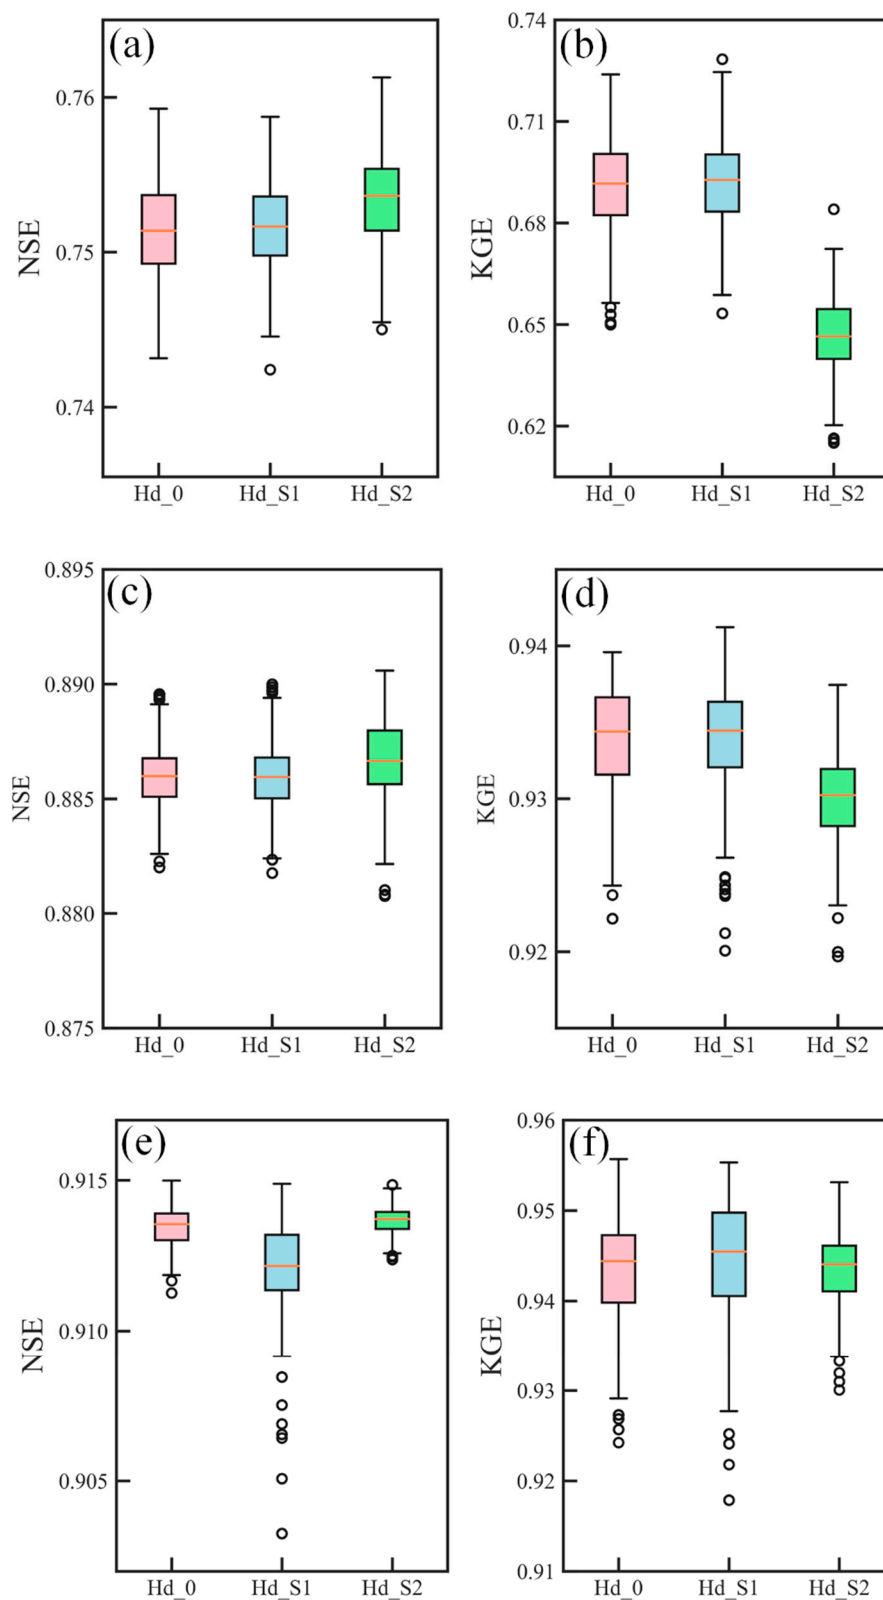 (a)
0.76
0.75
0.74
NSE
Hd_0 Hd_S1 Hd_S2
(b)
0.74
0.71
0.68
0.65
0.62
KGE
Hd_0 Hd_S1 Hd_S2
(c)
0.895
0.890
0.885
0.880
0.875
NSE
Hd_0 Hd_S1 Hd_S2
(d)
0.94
0.93
0.92
KGE
Hd_0 Hd_S1 Hd_S2
(e)
0.915
0.910
0.905
NSE
Hd_0 Hd_S1 Hd_S2
(f)
0.96
0.95
0.94
0.93
0.92
0.91
KGE
Hd_0 Hd_S1 Hd_S2